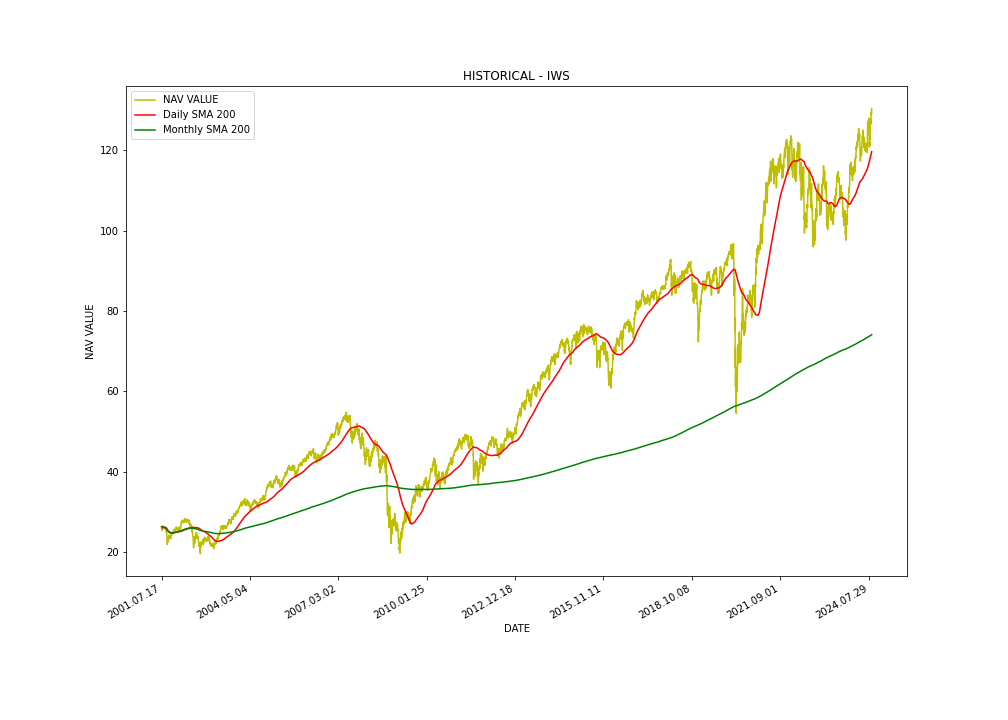 HISTORICAL - IWS
NAV VALUE
Daily SMA 200
Monthly SMA 200
NAV VALUE
120
100
80
60
40
20
2001.07.17
2004.05.04
2007.03.02
2010.01.25
2012.12.18
2015.11.11
2018.10.08
2021.09.01
2024.07.29
DATE